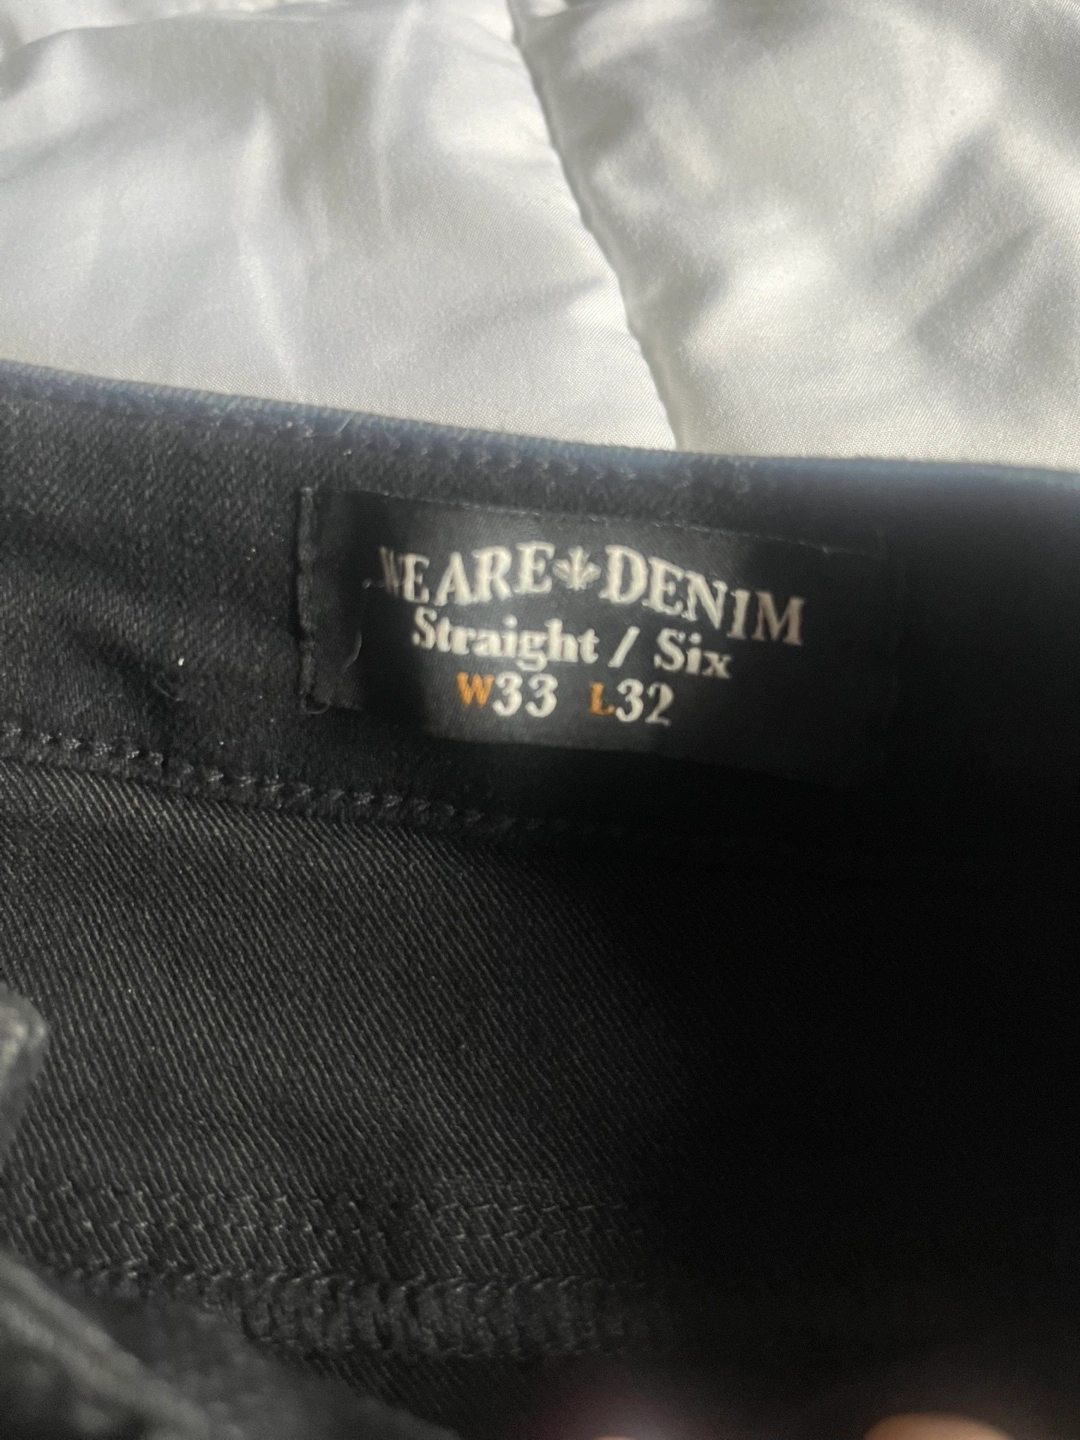 WE ARE DENIM
Straight / Six
W33 L32